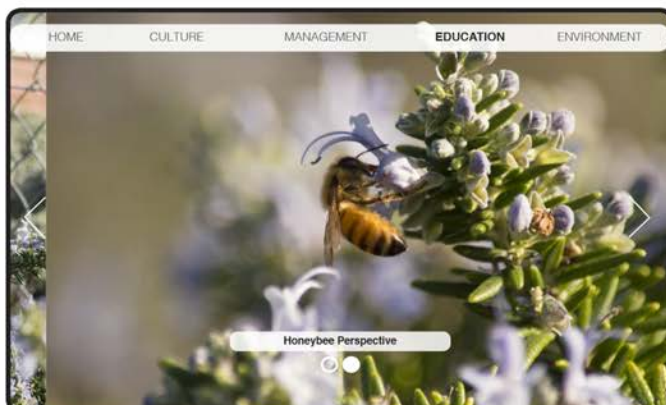 HOME CULTURE MANAGEMENT EDUCATION ENVIRONMENT
Honeybee Perspective